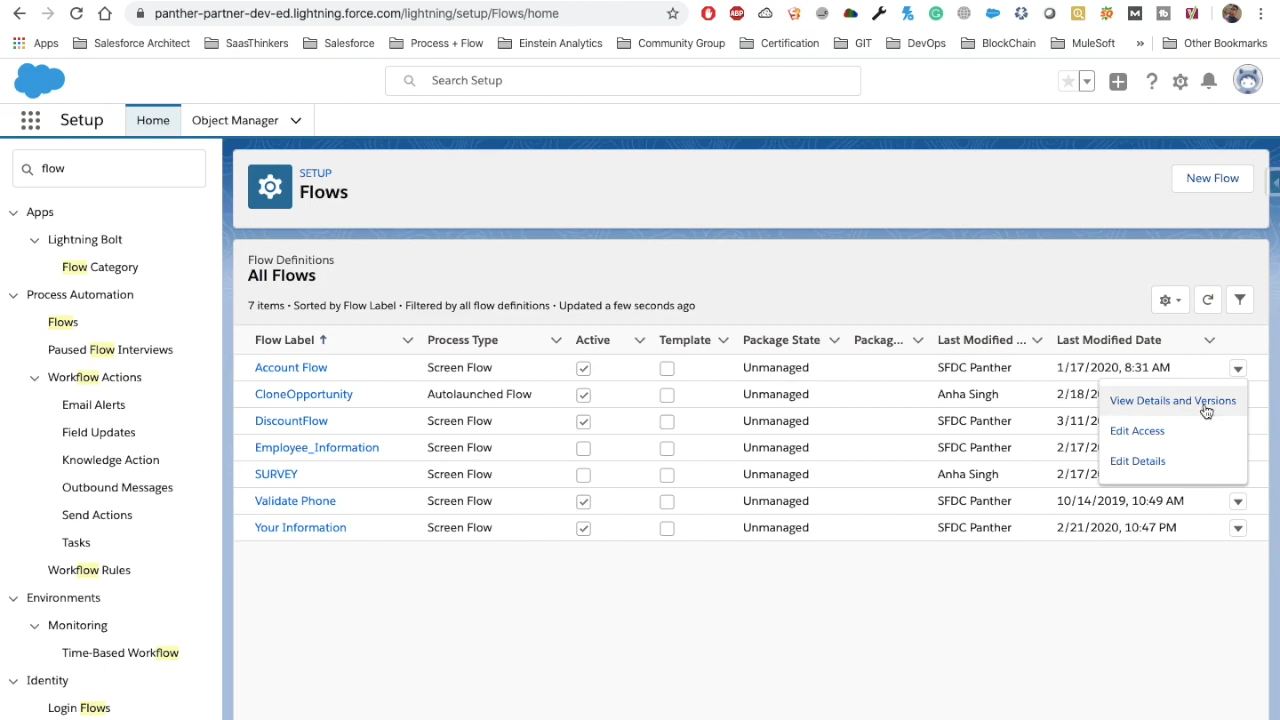 panther-partner-dev-ed.lightning.force.com/lightning/setup/Flows/home
Apps Salesforce Architect SaasThinkers Salesforce Process + Flow Einstein Analytics Community Group Certification GIT DevOps BlockChain MuleSoft » Other Bookmarks
Search Setup
Setup Home Object Manager
flow
Apps
Lightning Bolt
Flow Category
Process Automation
Flows
Paused Flow Interviews
Workflow Actions
Email Alerts
Field Updates
Knowledge Action
Outbound Messages
Send Actions
Tasks
Workflow Rules
Environments
Monitoring
Time-Based Workflow
Identity
Login Flows
SETUP
Flows
New Flow
Flow Definitions
All Flows
7 items • Sorted by Flow Label • Filtered by all flow definitions • Updated a few seconds ago
Flow Label ↑ Process Type Active Template Package State Packag... Last Modified ... Last Modified Date
Account Flow Screen Flow Unmanaged SFDC Panther 1/17/2020, 8:31 AM
CloneOpportunity Autolaunched Flow Unmanaged Anha Singh 2/18/2
DiscountFlow Screen Flow Unmanaged SFDC Panther 3/11/2
Employee_Information Screen Flow Unmanaged SFDC Panther 2/17/2
SURVEY Screen Flow Unmanaged Anha Singh 2/17/2
Validate Phone Screen Flow Unmanaged SFDC Panther 10/14/2019, 10:49 AM
Your Information Screen Flow Unmanaged SFDC Panther 2/21/2020, 10:47 PM
View Details and Versions
Edit Access
Edit Details